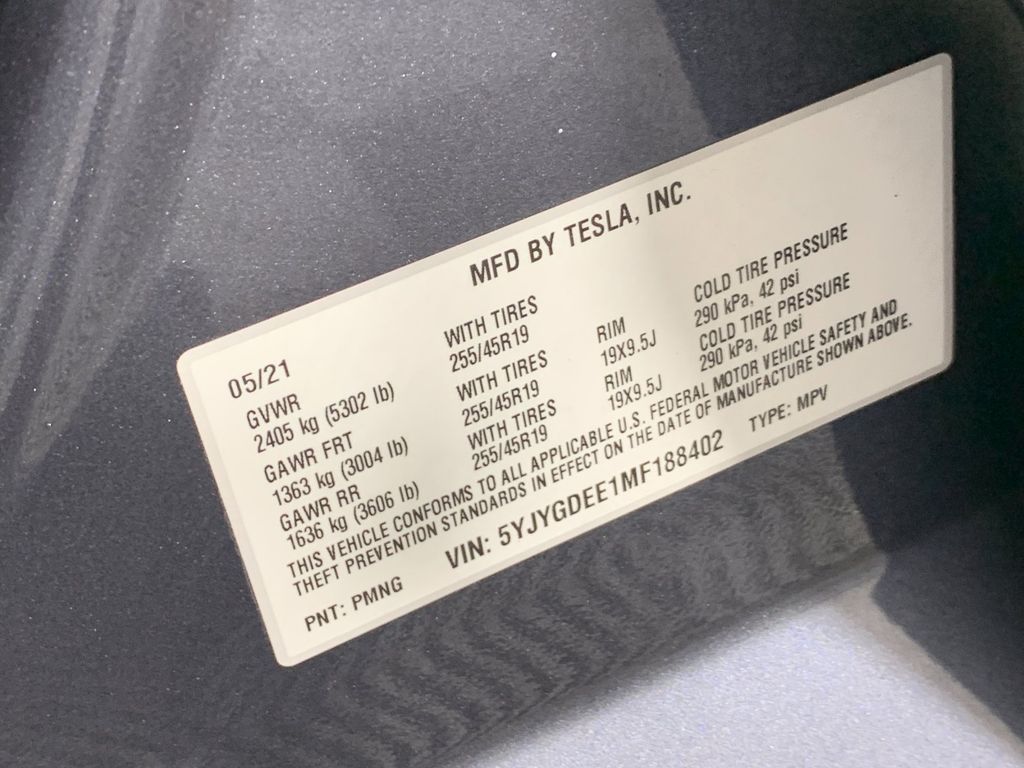 MFD BY TESLA, INC.
05/21
GVWR WITH TIRES RIM COLD TIRE PRESSURE
2405 kg (5302 lb) 255/45R19 19X9.5J 290 kPa, 42 psi
GAWR FRT WITH TIRES RIM COLD TIRE PRESSURE
1363 kg (3004 lb) 255/45R19 19X9.5J 290 kPa, 42 psi
GAWR RR WITH TIRES
1636 kg (3606 lb) 255/45R19
THIS VEHICLE CONFORMS TO ALL APPLICABLE U.S. FEDERAL MOTOR VEHICLE SAFETY AND
THEFT PREVENTION STANDARDS IN EFFECT ON THE DATE OF MANUFACTURE SHOWN ABOVE.
PNT: PMNG VIN: 5YJYGDEE1MF188402 TYPE: MPV